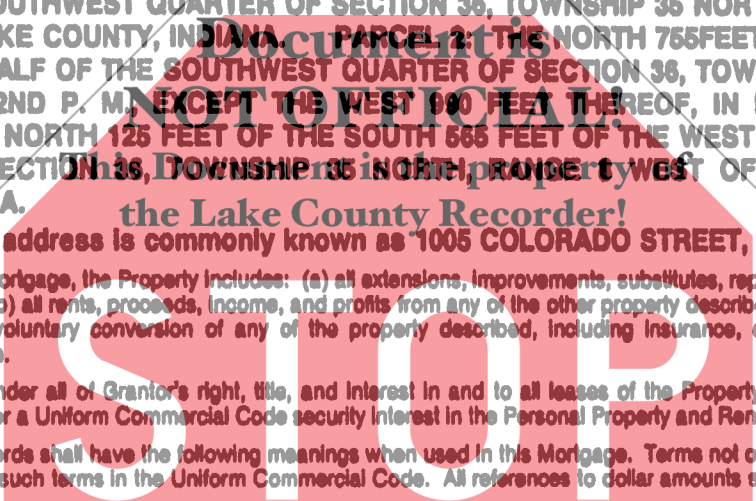 OUTHWEST QUARTER OF SECTION 36, TOWNSHIP 35 NOR
KE COUNTY, INDIANA. PARCEL 2: THE NORTH 765FEET
Document is
ALF OF THE SOUTHWEST QUARTER OF SECTION 36, TOW
2ND P. M., EXCEPT THE WEST 990 FEET THEREOF, IN
NOT OFFICIAL!
NORTH 125 FEET OF THE SOUTH 565 FEET OF THE WEST
ECTION 36, TOWNSHIP 35 NORTH, RANGE 8 WEST OF
This Document is the property of
A.
the Lake County Recorder!
address is commonly known as 1005 COLORADO STREET,
ortgage, the Property includes: (a) all extensions, improvements, substitutes, rep
) all rents, proceeds, income, and profits from any of the other property describ
voluntary conversion of any of the property described, including insurance,
STOP
nder all of Grantor's right, title, and interest in and to all leases of the Propert
r a Uniform Commercial Code security interest in the Personal Property and Ren
rds shall have the following meanings when used in this Mortgage. Terms not o
such terms in the Uniform Commercial Code. All references to dollar amounts